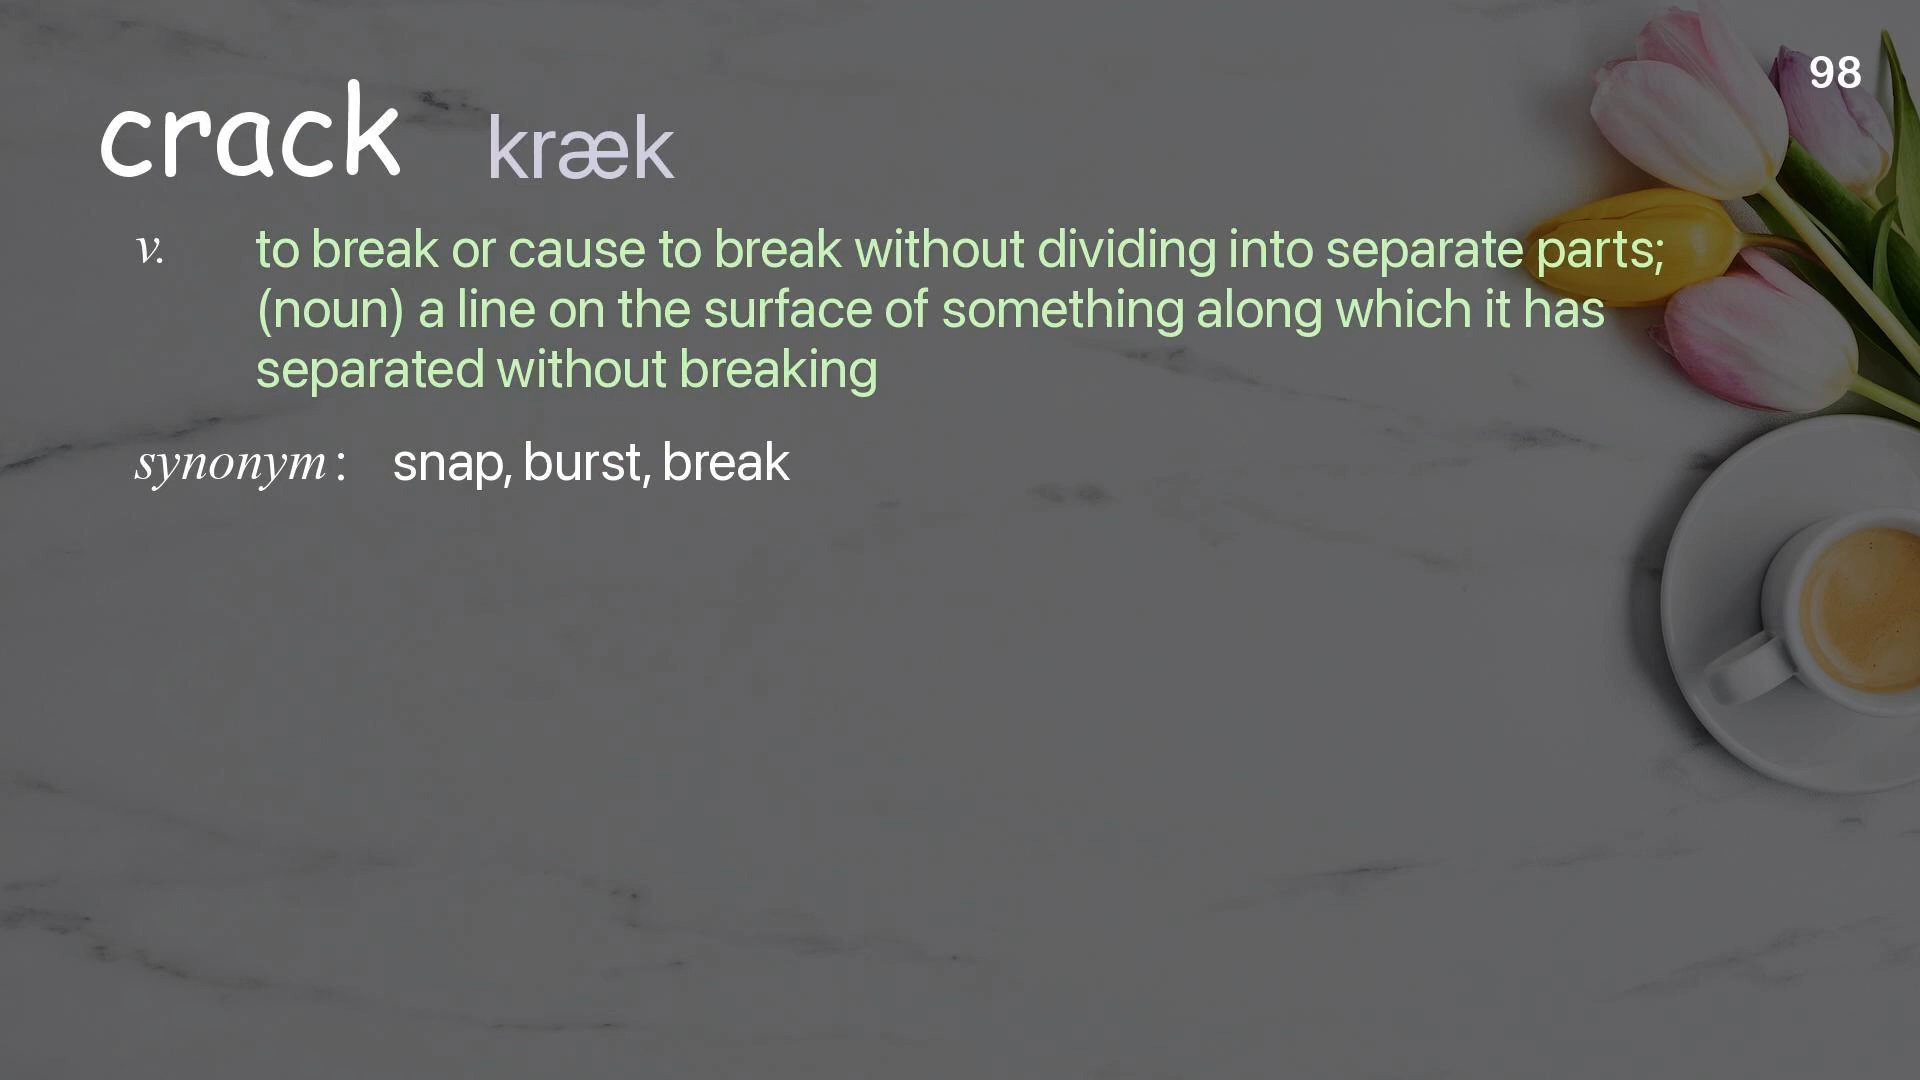 98
crack kræk
v. to break or cause to break without dividing into separate parts;
(noun) a line on the surface of something along which it has
separated without breaking
synonym : snap, burst, break